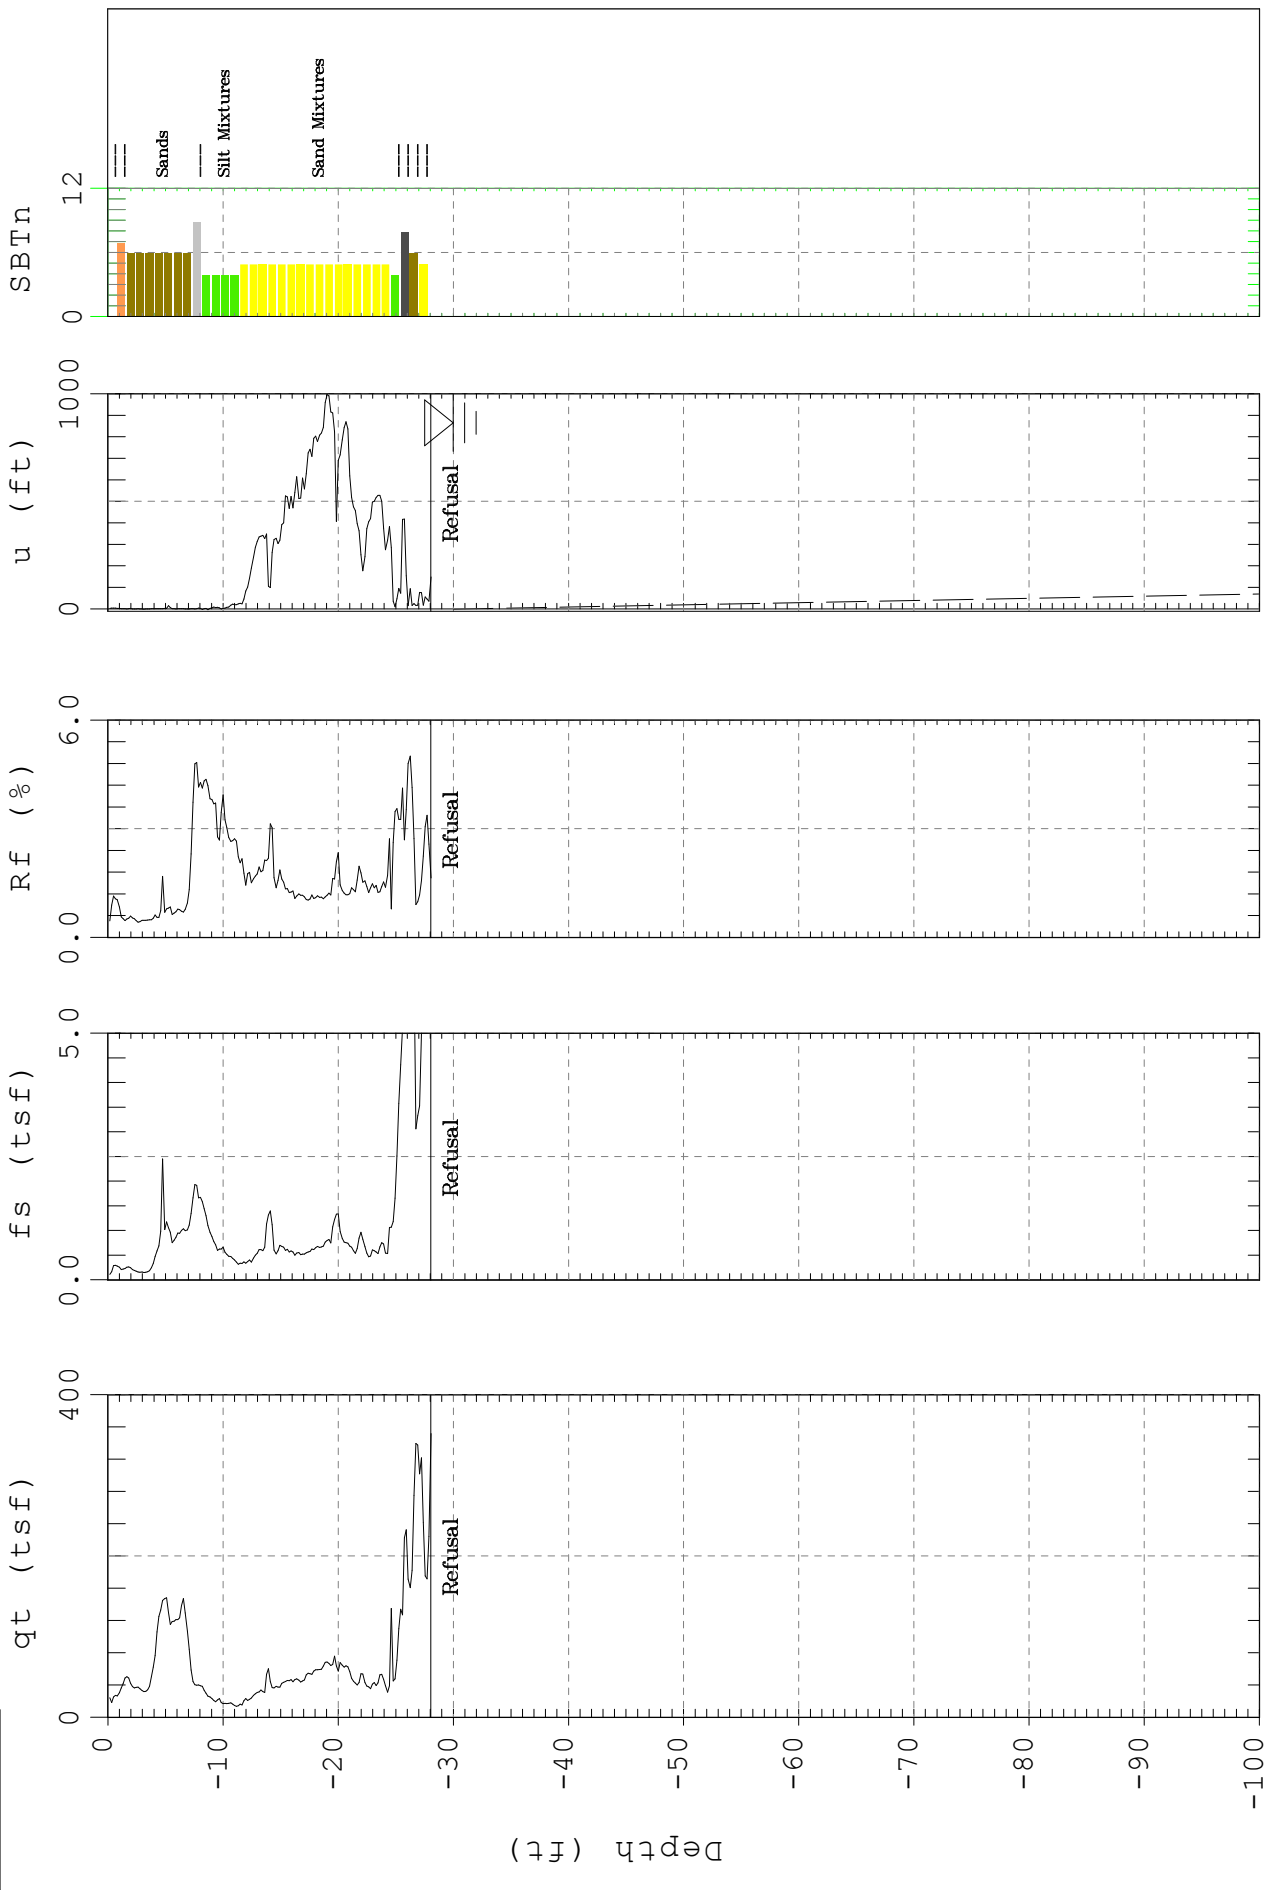 qt (tsf)
fs (tsf)
Rf (%)
u (ft)
SBTn
0
400
0.0
5.0
0.0
6.0
0
1000
0
12
0
-10
-20
-30
-40
-50
-60
-70
-80
-90
-100
Depth (ft)
Refusal
Refusal
Refusal
Refusal
Sands
Silt Mixtures
Sand Mixtures